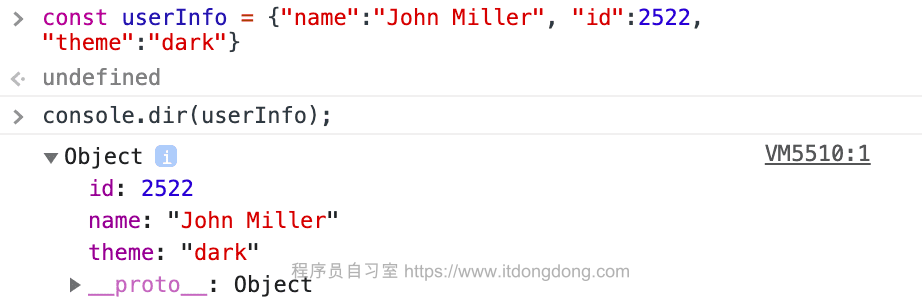 const userInfo = {"name":"John Miller", "id":2522,
"theme":"dark"}
undefined
console.dir(userInfo);
Object i VM5510:1
id: 2522
name: "John Miller"
theme: "dark"
__proto__: Object
程序员自习室 https://www.itdongdong.com